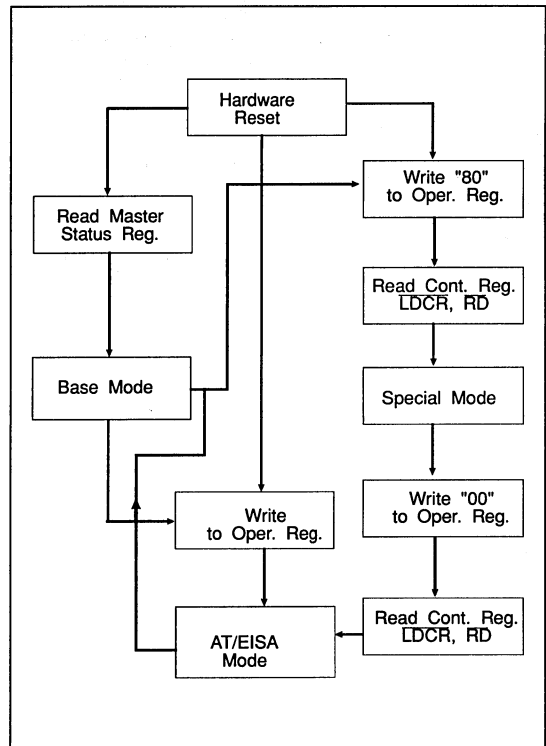 Hardware
Reset
Write "80"
to Oper. Reg.
Read Master
Status Reg.
Read Cont. Reg.
LDCR, RD
Base Mode
Special Mode
Write
to Oper. Reg.
Write "00"
to Oper. Reg.
AT/EISA
Mode
Read Cont. Reg.
LDCR, RD